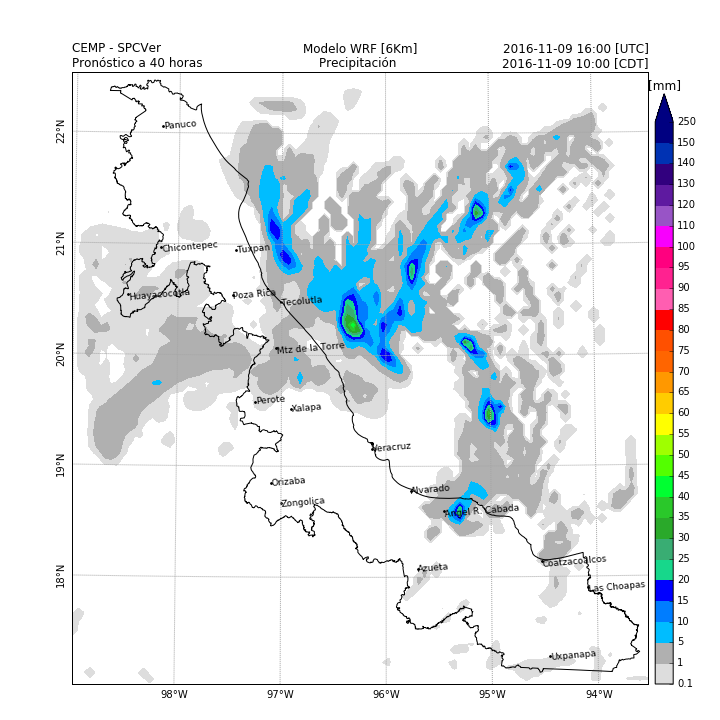 CEMP - SPCVer Modelo WRF [6Km] 2016-11-09 16:00 [UTC]
Pronóstico a 40 horas Precipitación 2016-11-09 10:00 [CDT]
[mm]
250
22°N
Panuco
150
140
130
120
110
Chicontepec
Tuxpan
21°N
100
95
90
Huayacocotla
Poza Rica
Tecolutla
85
80
75
Mtz de la Torre
20°N
70
65
Perote
Xalapa
60
55
Veracruz
50
19°N
45
Orizaba
Alvarado
40
Zongolica
Angel R. Cabada
35
30
Coatzacoalcos
Azueta
25
18°N
20
Las Choapas
15
10
Uxpanapa
5
1
0.1
98°W 97°W 96°W 95°W 94°W